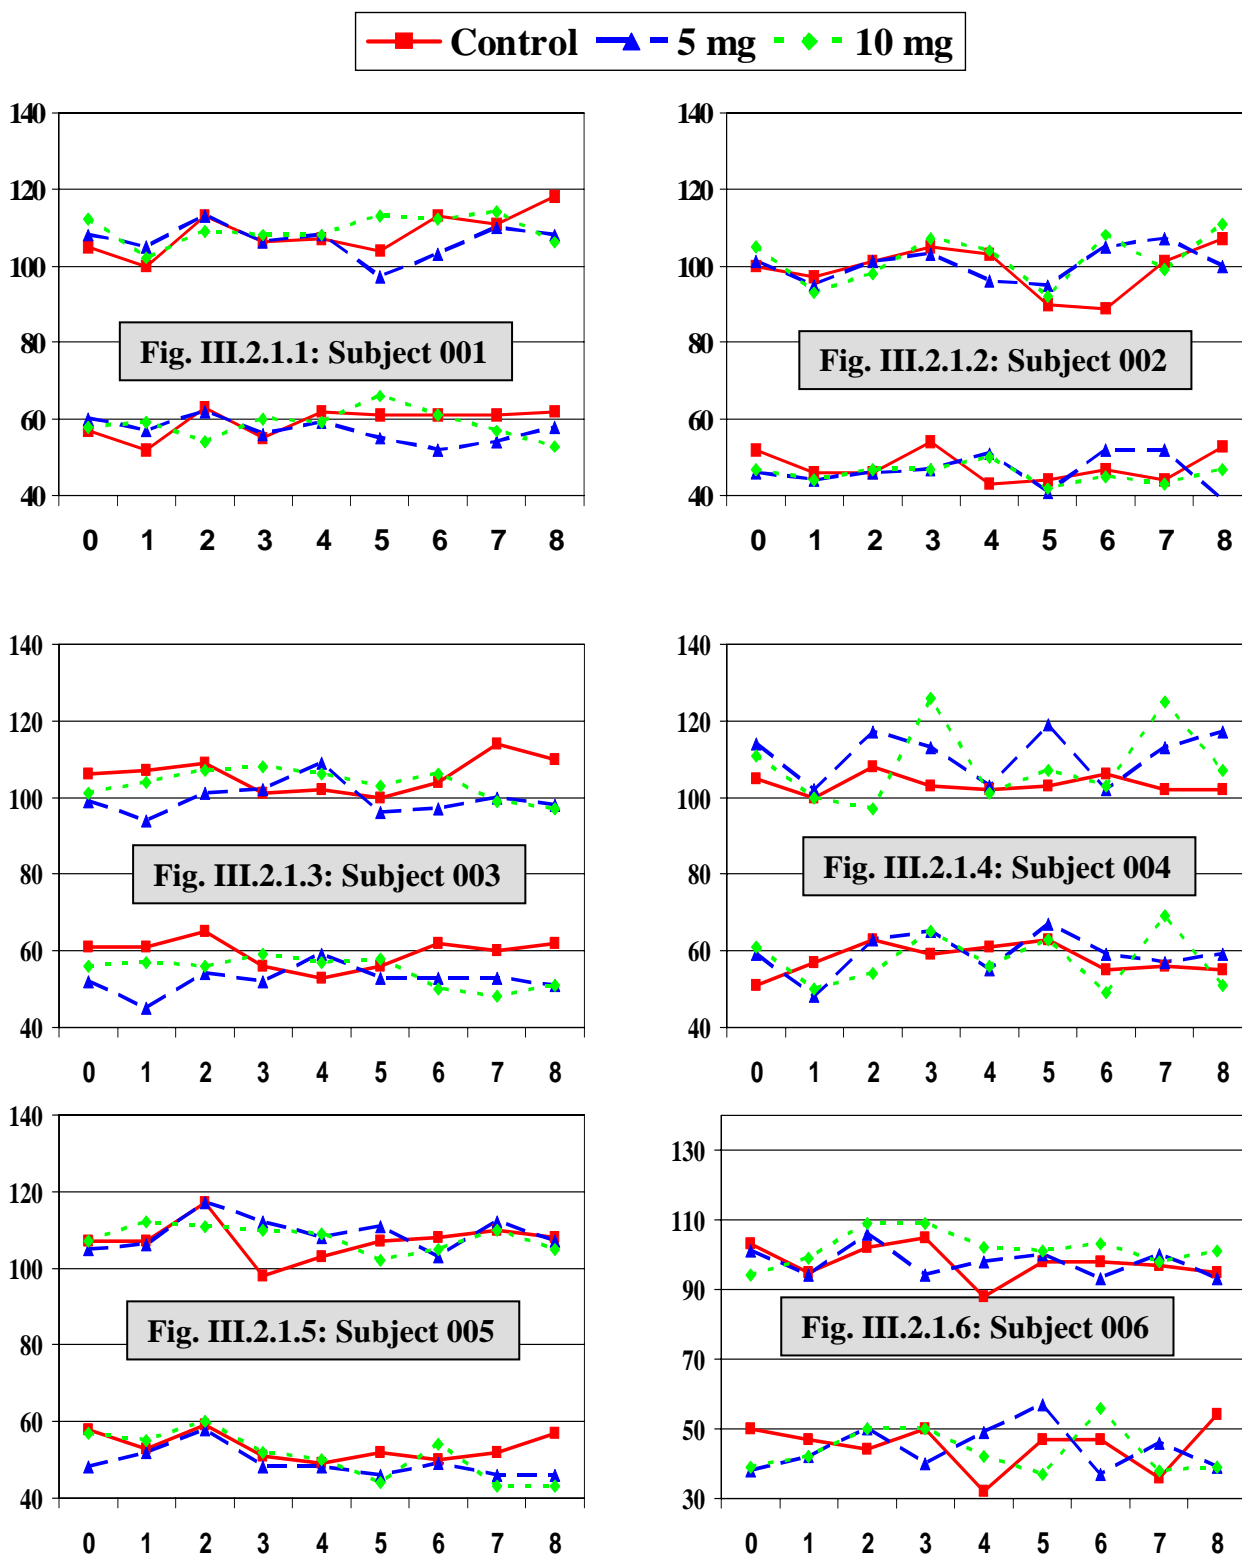 Control 5 mg 10 mg
140
120
100
80
60
40
Fig. III.2.1.1: Subject 001
0 1 2 3 4 5 6 7 8
140
120
100
80
60
40
Fig. III.2.1.2: Subject 002
0 1 2 3 4 5 6 7 8
140
120
100
80
60
40
Fig. III.2.1.3: Subject 003
0 1 2 3 4 5 6 7 8
140
120
100
80
60
40
Fig. III.2.1.4: Subject 004
0 1 2 3 4 5 6 7 8
140
120
100
80
60
40
Fig. III.2.1.5: Subject 005
0 1 2 3 4 5 6 7 8
130
110
90
70
50
30
Fig. III.2.1.6: Subject 006
0 1 2 3 4 5 6 7 8